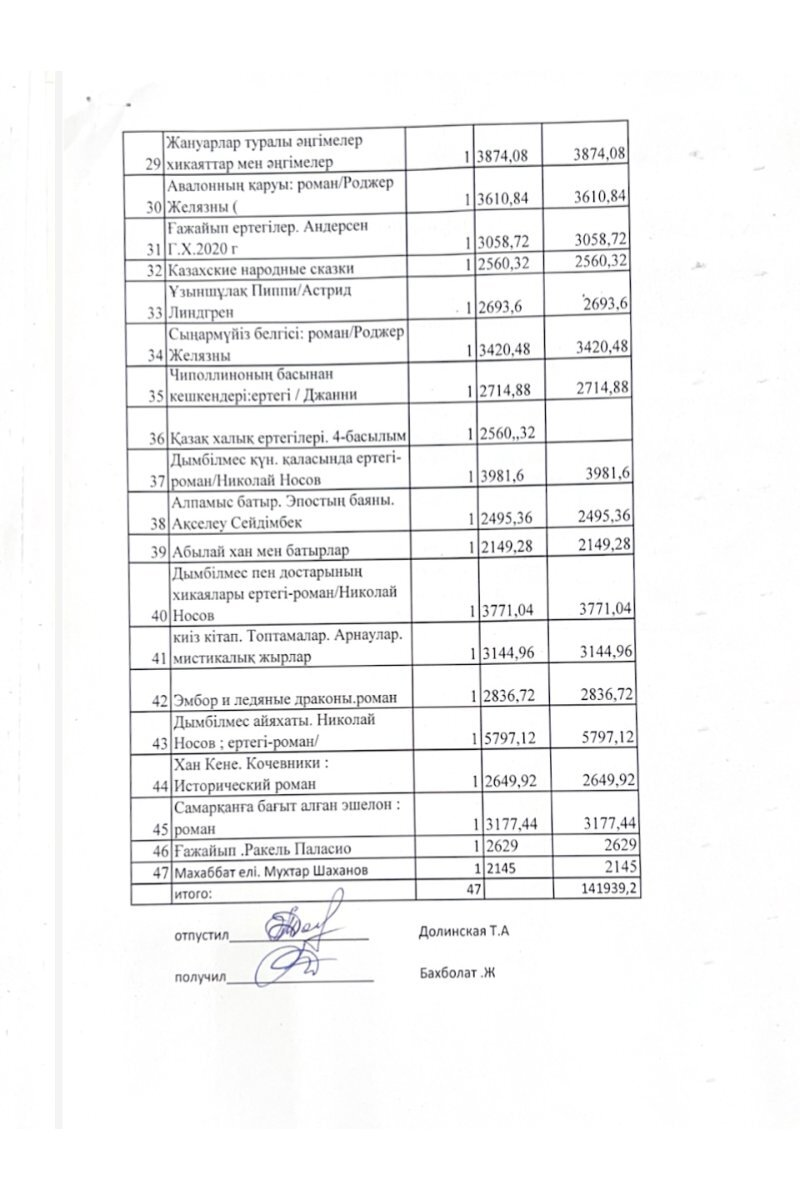 Жануарлар туралы әңгімелер
29 хикаяттар мен әңгімелер 1 3874,08 3874,08
Авалонның қаруы: роман/Роджер
30 Желязны ( 1 3610,84 3610,84
Ғажайып ертегілер. Андерсен
31 Г.Х.2020 г 1 3058,72 3058,72
32 Казахские народные сказки 1 2560,32 2560,32
Ұзыншұлақ Пиппи/Астрид
33 Линдгрен 1 2693,6 2693,6
Сыңармүйіз белгісі: роман/Роджер
34 Желязны 1 3420,48 3420,48
Чиполлиноның басынан
35 кешкендері:ертегі / Джанни 1 2714,88 2714,88
36 Қазақ халық ертегілері. 4-басылым 1 2560,,32
Дымбілмес күн. қаласында ертегі-
37 роман/Николай Носов 1 3981,6 3981,6
Алпамыс батыр. Эпостың баяны.
38 Акселеу Сейдімбек 1 2495,36 2495,36
39 Абылай хан мен батырлар 1 2149,28 2149,28
Дымбілмес пен достарының
хикаялары ертегі-роман/Николай
40 Носов 1 3771,04 3771,04
киіз кітап. Топтамалар. Арнаулар.
41 мистикалық жырлар 1 3144,96 3144,96
42 Эмбор и ледяные драконы.роман 1 2836,72 2836,72
Дымбілмес айяхаты. Николай
43 Носов ; ертегі-роман/ 1 5797,12 5797,12
Хан Кене. Кочевники :
44 Исторический роман 1 2649,92 2649,92
Самарқанға бағыт алған эшелон :
45 роман 1 3177,44 3177,44
46 Ғажайып .Ракель Паласио 1 2629 2629
47 Махаббат елі. Мухтар Шаханов 1 2145 2145
итого: 47 141939,2
отпустил Долинская Т.А
получил Бахболат .Ж